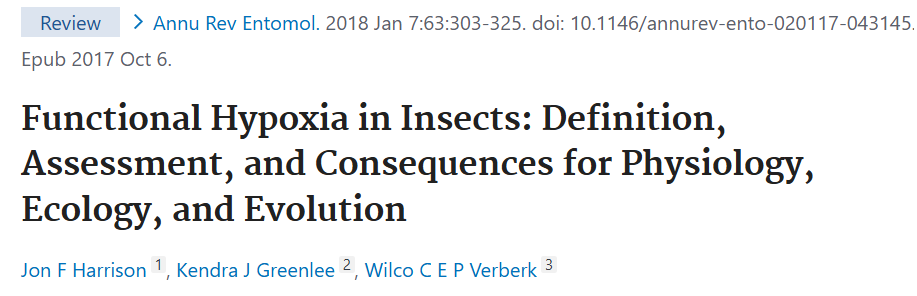 Review > Annu Rev Entomol. 2018 Jan 7:63:303-325. doi: 10.1146/annurev-ento-020117-043145.
Epub 2017 Oct 6.
Functional Hypoxia in Insects: Definition,
Assessment, and Consequences for Physiology,
Ecology, and Evolution
Jon F Harrison 1, Kendra J Greenlee 2, Wilco C E P Verberk 3